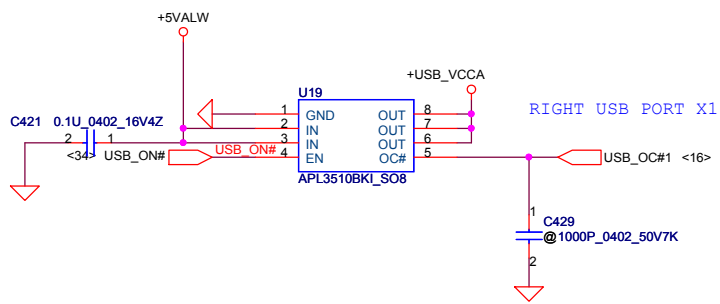 +5VALW
U19
+USB_VCCA
RIGHT USB PORT X1
C421 0.1U_0402_16V4Z
1 GND OUT 8
2 IN OUT 7
3 IN OUT 6
4 EN OC# 5
2 1
<34> USB_ON# USB_ON#
APL3510BKI_SO8
USB_OC#1 <16>
1
C429
@1000P_0402_50V7K
2